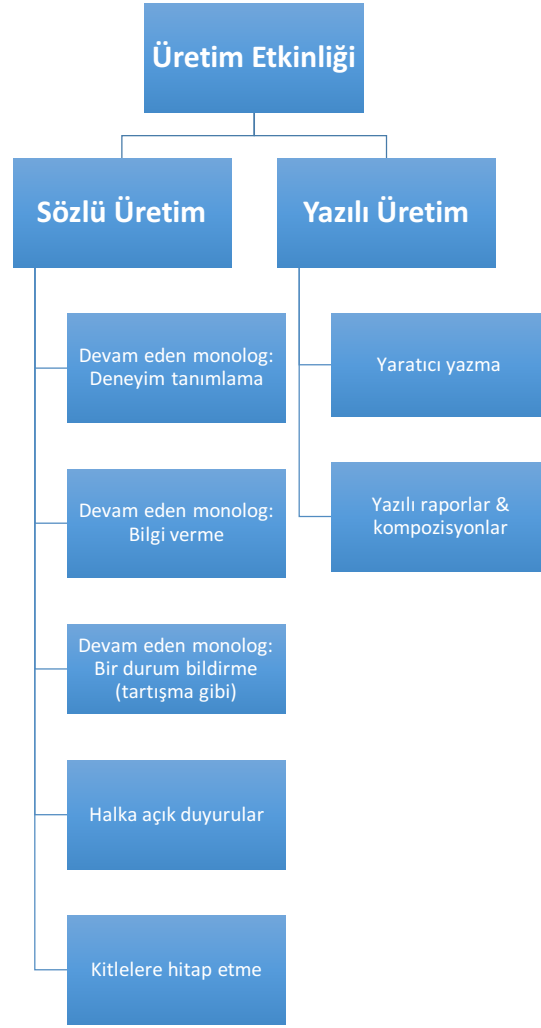 Üretim Etkinliği
Sözlü Üretim
Yazılı Üretim
Devam eden monolog:
Deneyim tanımlama
Devam eden monolog:
Bilgi verme
Devam eden monolog:
Bir durum bildirme
(tartışma gibi)
Halka açık duyurular
Kitlelere hitap etme
Yaratıcı yazma
Yazılı raporlar &
kompozisyonlar